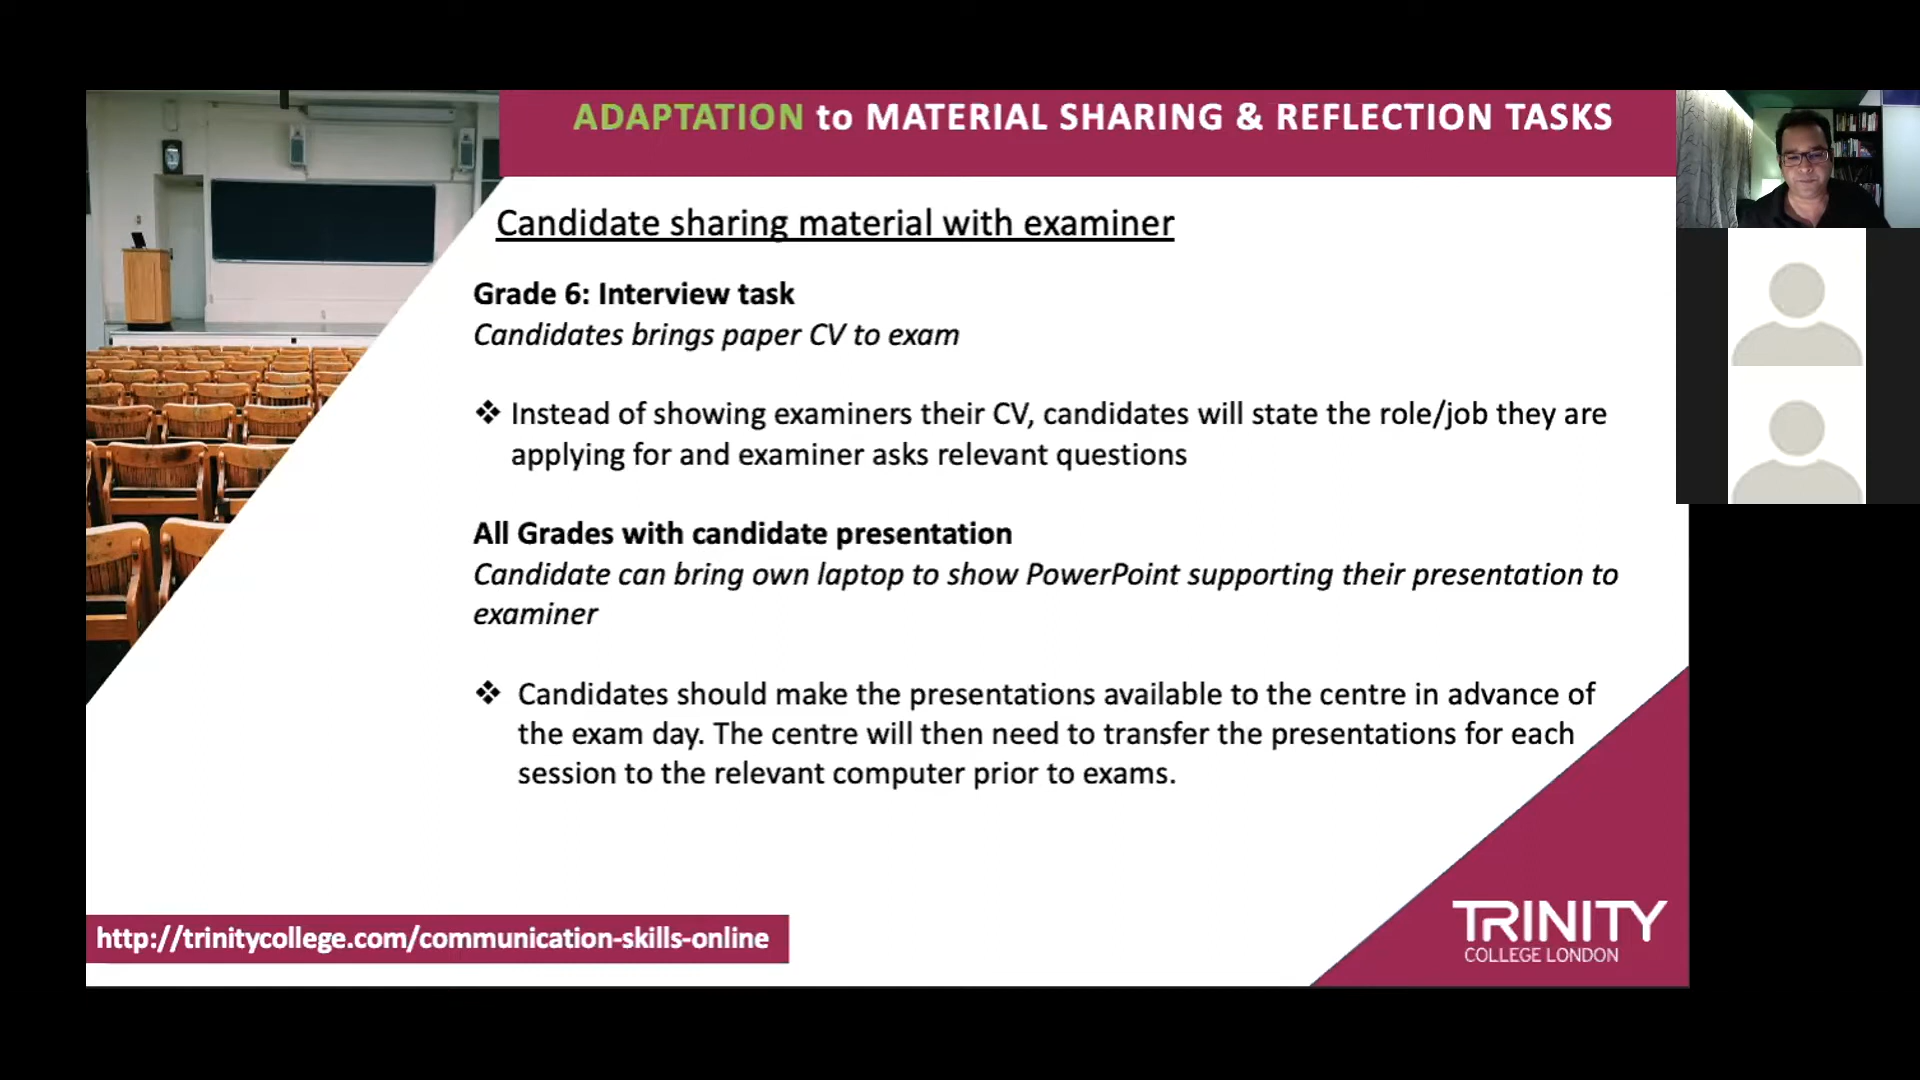 ADAPTATION to MATERIAL SHARING & REFLECTION TASKS
Candidate sharing material with examiner
Grade 6: Interview task
Candidates brings paper CV to exam
❖ Instead of showing examiners their CV, candidates will state the role/job they are
applying for and examiner asks relevant questions
All Grades with candidate presentation
Candidate can bring own laptop to show PowerPoint supporting their presentation to
examiner
❖ Candidates should make the presentations available to the centre in advance of
the exam day. The centre will then need to transfer the presentations for each
session to the relevant computer prior to exams.
http://trinitycollege.com/communication-skills-online
TRINITY
COLLEGE LONDON